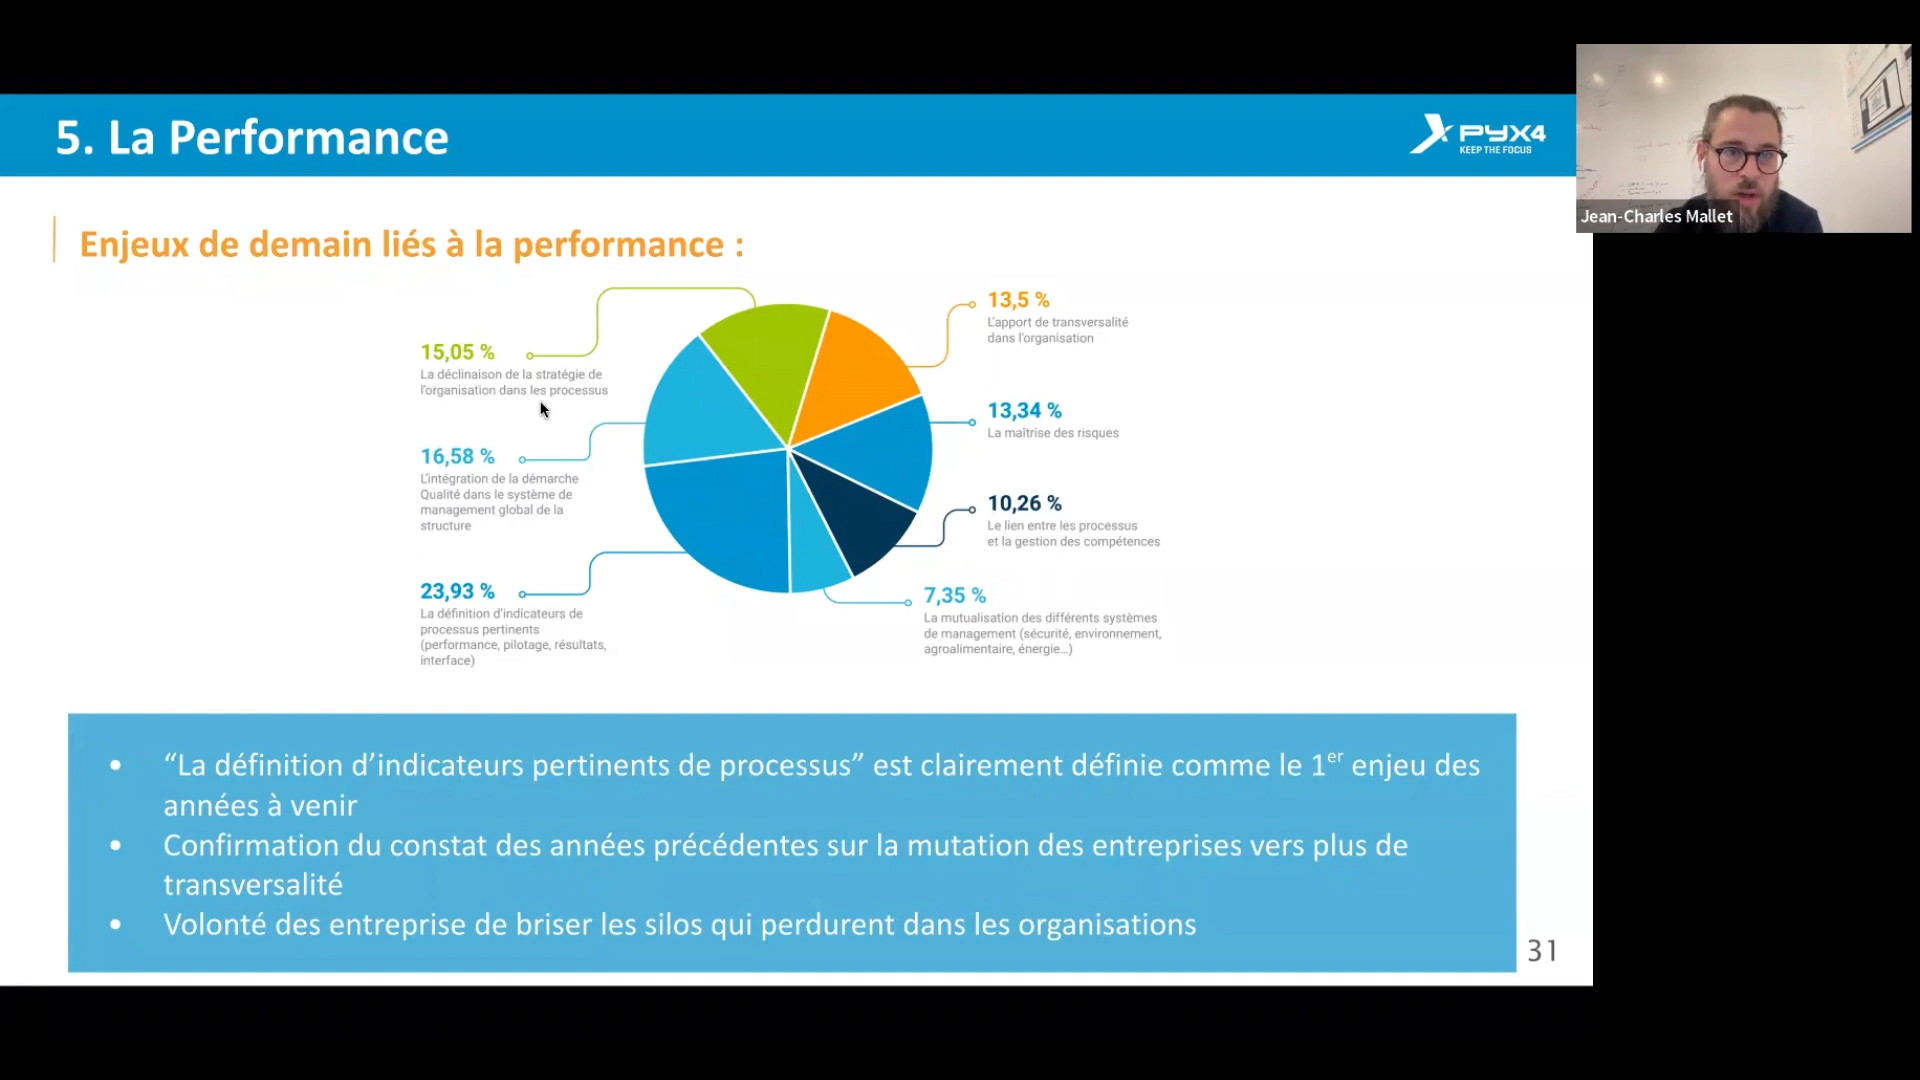 5. La Performance
PYX4
KEEP THE FOCUS
Jean-Charles Mallet
Enjeux de demain liés à la performance :
15,05 %
La déclinaison de la stratégie de
l'organisation dans les processus
16,58 %
L'intégration de la démarche
Qualité dans le système de
management global de la
structure
23,93 %
La définition d'indicateurs de
processus pertinents
(performance, pilotage, résultats,
interface)
13,5 %
L'apport de transversalité
dans l'organisation
13,34 %
La maîtrise des risques
10,26 %
Le lien entre les processus
et la gestion des compétences
7,35 %
La mutualisation des différents systèmes
de management (sécurité, environnement,
agroalimentaire, énergie...)
• “La définition d’indicateurs pertinents de processus” est clairement définie comme le 1er enjeu des
années à venir
• Confirmation du constat des années précédentes sur la mutation des entreprises vers plus de
transversalité
• Volonté des entreprise de briser les silos qui perdurent dans les organisations
31